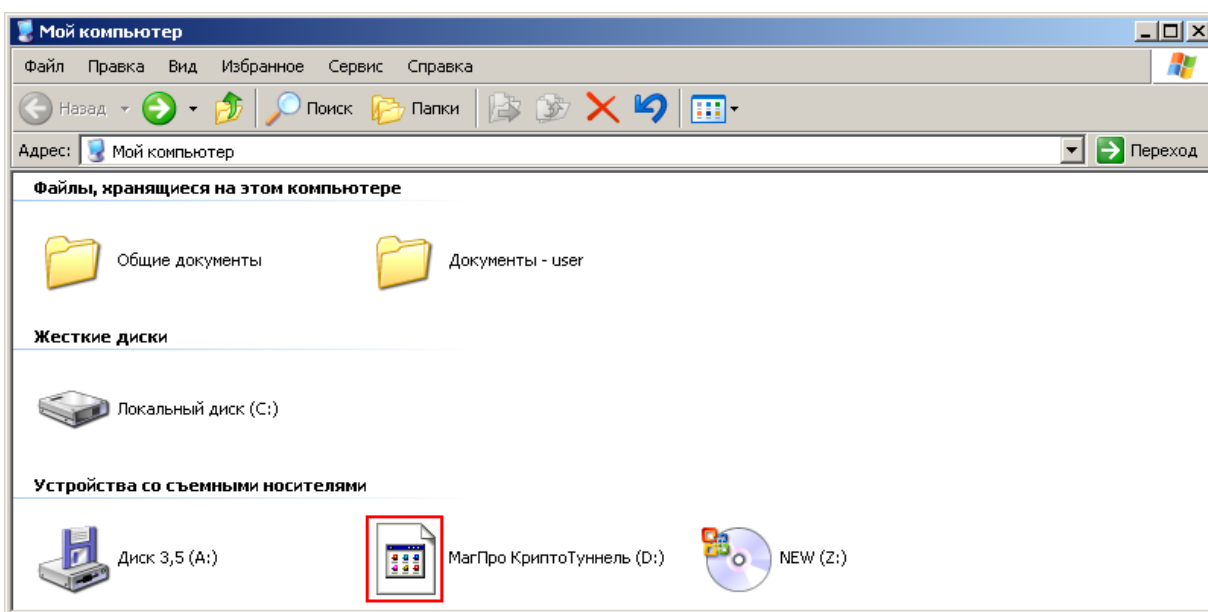 Мой компьютер
Файл Правка Вид Избранное Сервис Справка
Назад Поиск Папки
Адрес: Мой компьютер Переход
Файлы, хранящиеся на этом компьютере
Общие документы Документы - user
Жесткие диски
Локальный диск (C:)
Устройства со съемными носителями
Диск 3,5 (A:) МагПро КриптоТуннель (D:) NEW (Z:)